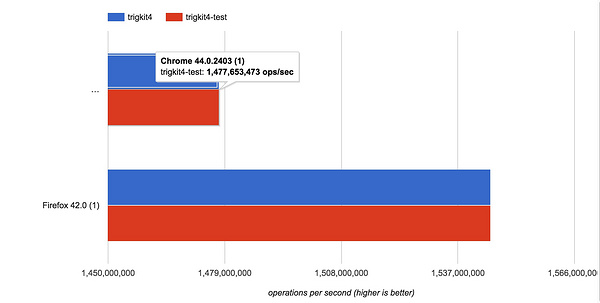 trigkit4 trigkit4-test
Chrome 44.0.2403 (1)
trigkit4-test: 1,477,653,473 ops/sec
...
Firefox 42.0 (1)
1,450,000,000 1,479,000,000 1,508,000,000 1,537,000,000 1,566,000,000
operations per second (higher is better)